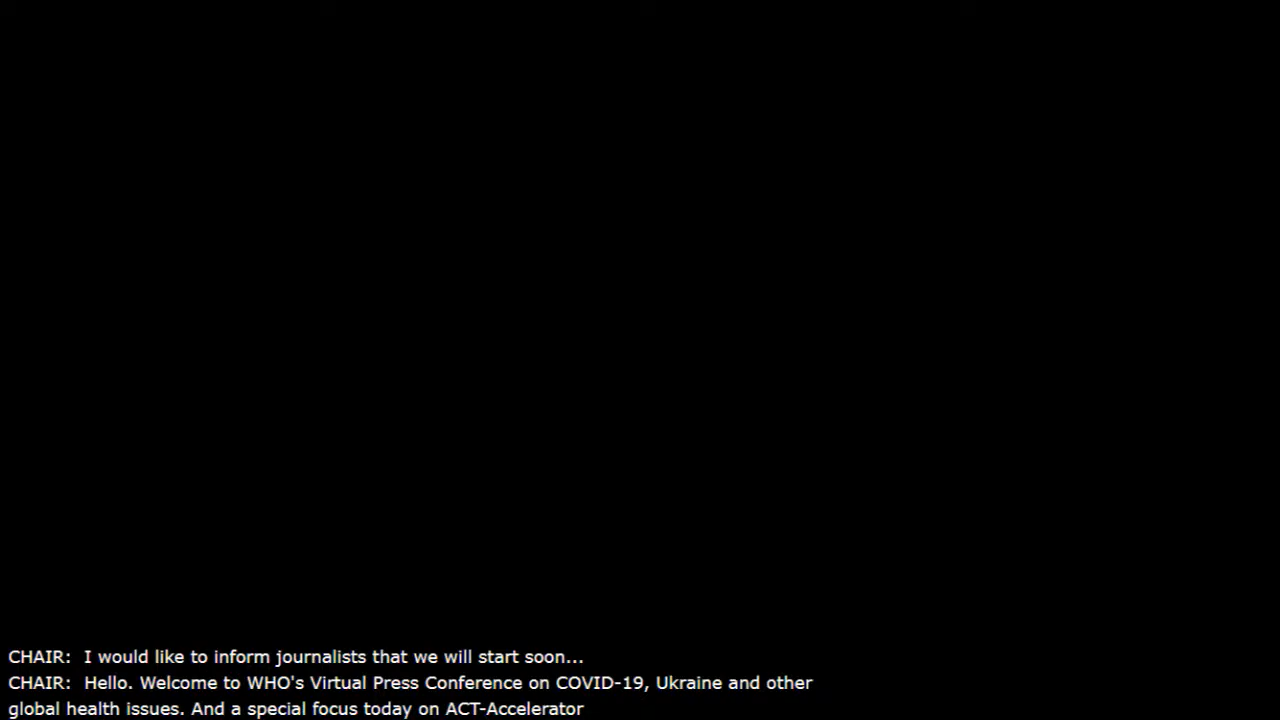 CHAIR:  I would like to inform journalists that we will start soon...
CHAIR:  Hello. Welcome to WHO's Virtual Press Conference on COVID-19, Ukraine and other
global health issues. And a special focus today on ACT-Accelerator